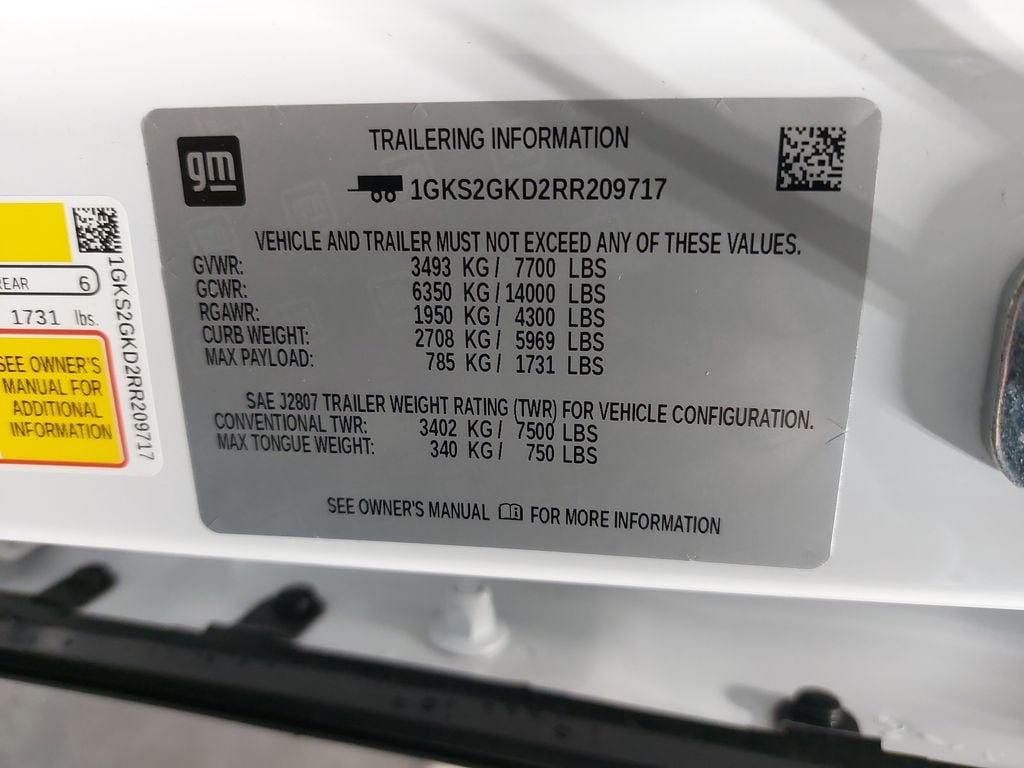 gm
TRAILERING INFORMATION
1GKS2GKD2RR209717
VEHICLE AND TRAILER MUST NOT EXCEED ANY OF THESE VALUES.
GVWR: 3493 KG / 7700 LBS
GCWR: 6350 KG / 14000 LBS
RGAWR: 1950 KG / 4300 LBS
CURB WEIGHT: 2708 KG / 5969 LBS
MAX PAYLOAD: 785 KG / 1731 LBS
SAE J2807 TRAILER WEIGHT RATING (TWR) FOR VEHICLE CONFIGURATION.
CONVENTIONAL TWR: 3402 KG / 7500 LBS
MAX TONGUE WEIGHT: 340 KG / 750 LBS
SEE OWNER'S MANUAL FOR MORE INFORMATION
REAR 6
1731 lbs.
SEE OWNER'S
MANUAL FOR
ADDITIONAL
INFORMATION
1GKS2GKD2RR209717